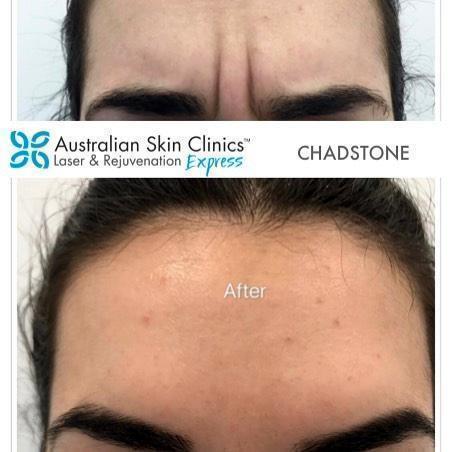 Australian Skin Clinics™
Laser & Rejuvenation Express
CHADSTONE
After